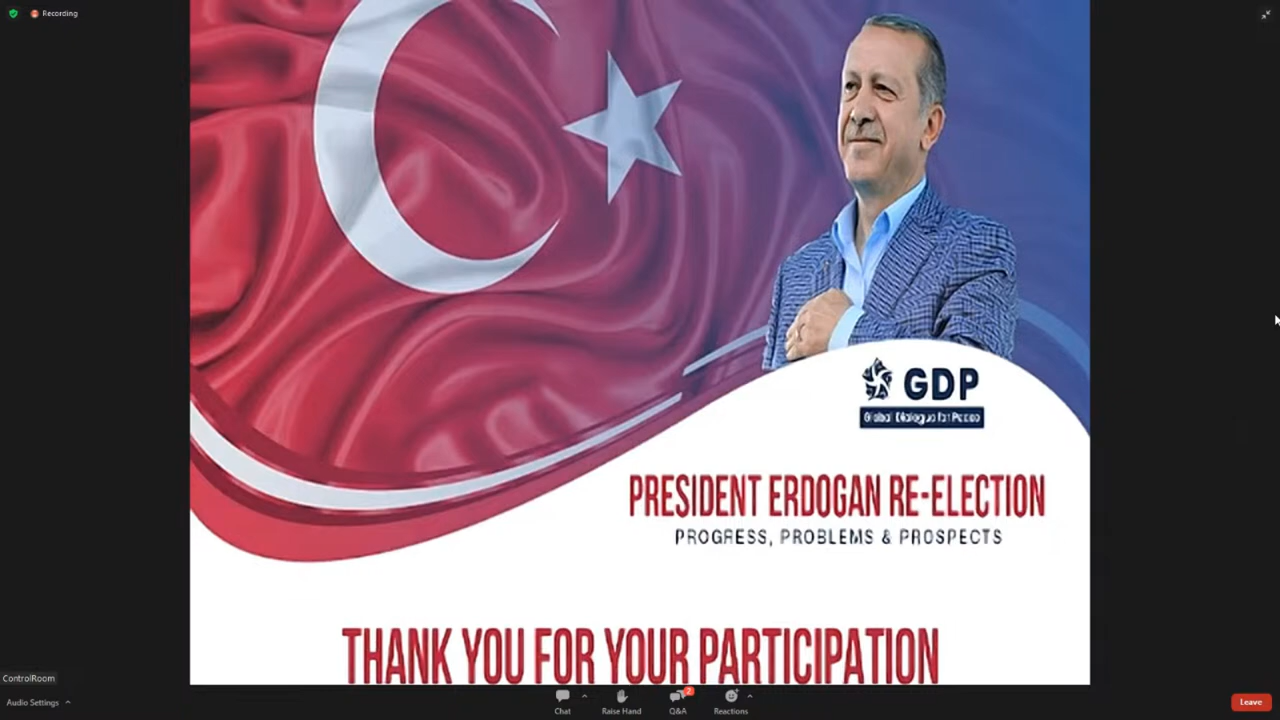 Recording
GDP
Global Dialogue for Peace
PRESIDENT ERDOGAN RE-ELECTION
PROGRESS, PROBLEMS & PROSPECTS
THANK YOU FOR YOUR PARTICIPATION
ControlRoom
Audio Settings
Chat
Raise Hand
2
Q&A
Reactions
Leave